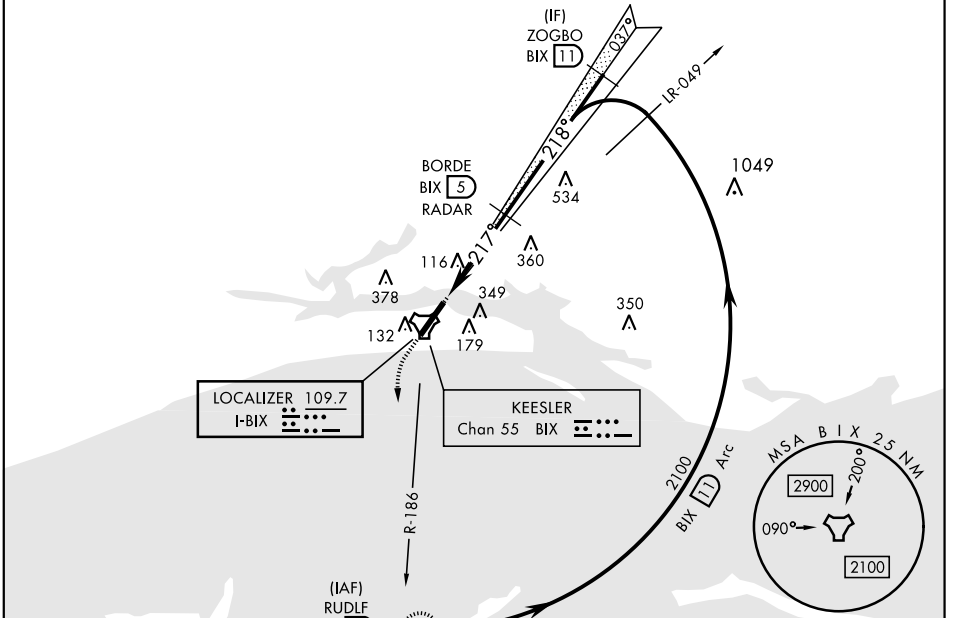 (IF)
ZOGBO
BIX 11
037°
LR-049
218°
BORDE
BIX 5
RADAR
534
1049
217°
360
116
378
349
350
132
179
LOCALIZER 109.7
I-BIX
KEESLER
Chan 55 BIX
MSA BIX 25 NM
2900
200°
090°
2100
2100
BIX 11 Arc
R-186
(IAF)
RUDLF